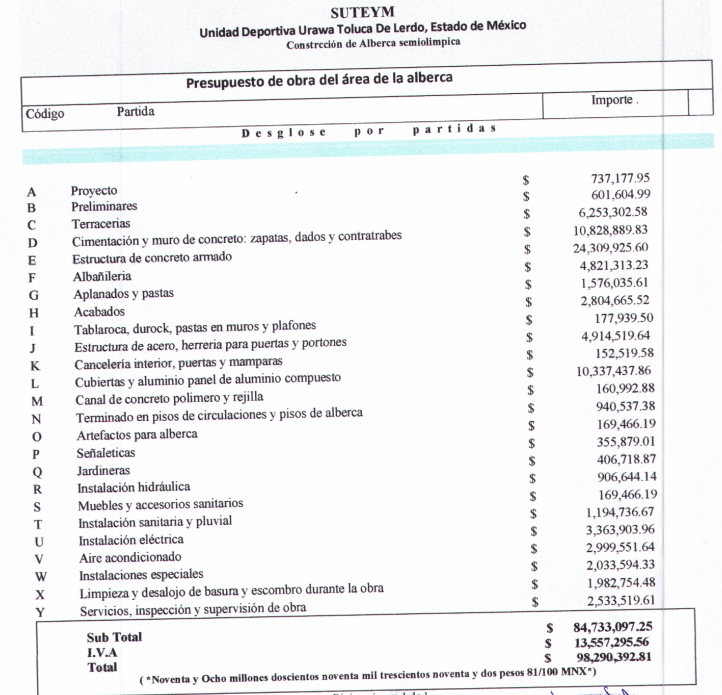 SUTEYM
Unidad Deportiva Urawa Toluca De Lerdo, Estado de México
Constrcción de Alberca semiolimpica
Presupuesto de obra del área de la alberca
Código Partida Importe .
Desglose por partidas
A Proyecto $ 737,177.95
B Preliminares $ 601,604.99
C Terracerias $ 6,253,302.58
D Cimentación y muro de concreto: zapatas, dados y contratrabes $ 10,828,889.83
E Estructura de concreto armado $ 24,309,925.60
F Albañileria $ 4,821,313.23
G Aplanados y pastas $ 1,576,035.61
H Acabados $ 2,804,665.52
I Tablaroca, durock, pastas en muros y plafones $ 177,939.50
J Estructura de acero, herreria para puertas y portones $ 4,914,519.64
K Cancelería interior, puertas y mamparas $ 152,519.58
L Cubiertas y aluminio panel de aluminio compuesto $ 10,337,437.86
M Canal de concreto polimero y rejilla $ 160,992.88
N Terminado en pisos de circulaciones y pisos de alberca $ 940,537.38
O Artefactos para alberca $ 169,466.19
P Señaleticas $ 355,879.01
Q Jardineras $ 406,718.87
R Instalación hidráulica $ 906,644.14
S Muebles y accesorios sanitarios $ 169,466.19
T Instalación sanitaria y pluvial $ 1,194,736.67
U Instalación eléctrica $ 3,363,903.96
V Aire acondicionado $ 2,999,551.64
W Instalaciones especiales $ 2,033,594.33
X Limpieza y desalojo de basura y escombro durante la obra $ 1,982,754.48
Y Servicios, inspección y supervisión de obra $ 2,533,519.61
Sub Total $ 84,733,097.25
I.V.A $ 13,557,295.56
Total $ 98,290,392.81
( *Noventa y Ocho millones doscientos noventa mil trescientos noventa y dos pesos 81/100 MNX*)